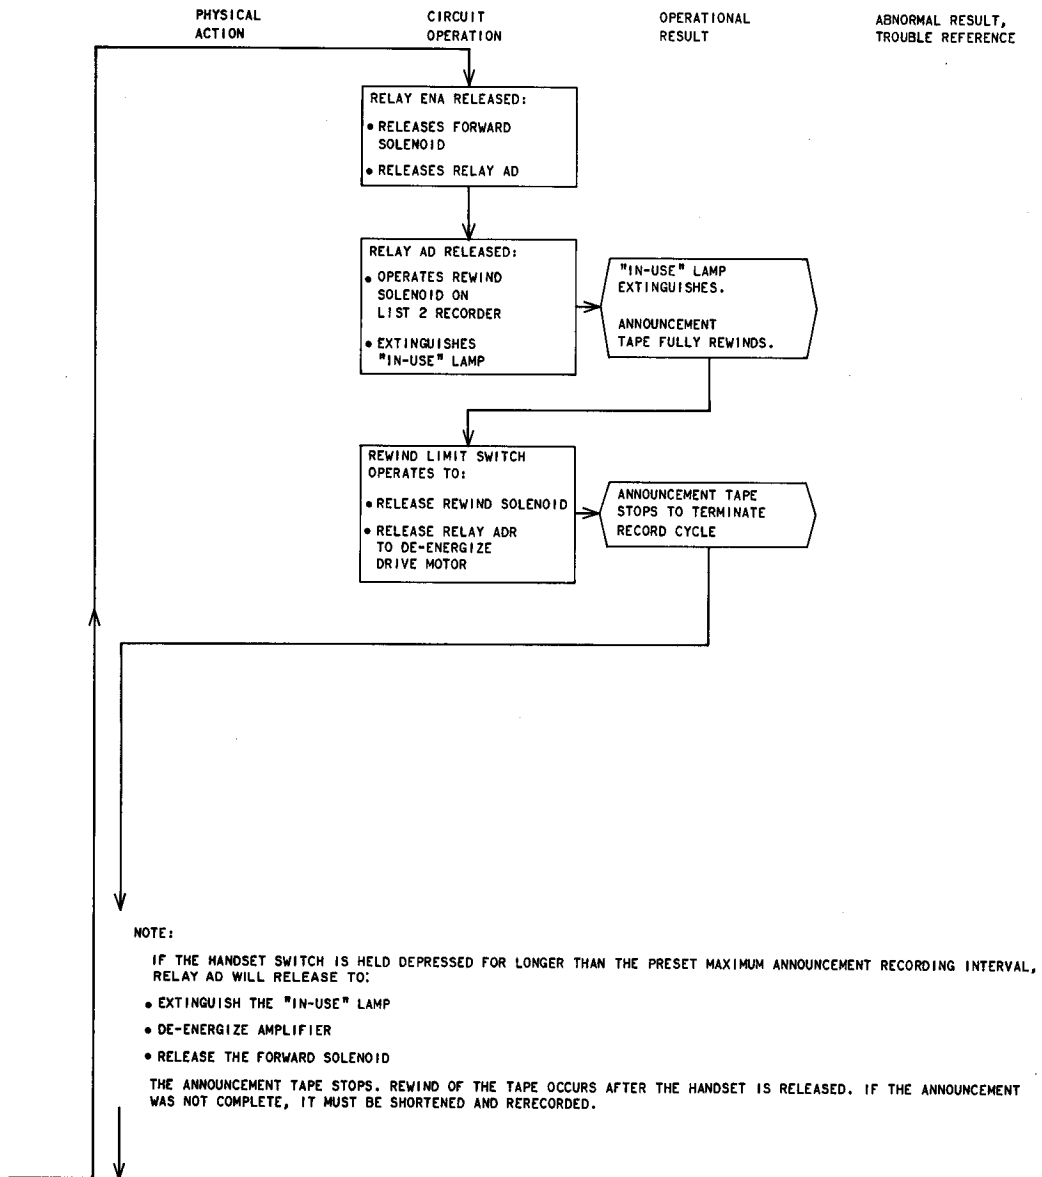 PHYSICAL
ACTION
CIRCUIT
OPERATION
OPERATIONAL
RESULT
ABNORMAL RESULT,
TROUBLE REFERENCE
RELAY ENA RELEASED:
• RELEASES FORWARD
SOLENOID
• RELEASES RELAY AD
RELAY AD RELEASED:
• OPERATES REWIND
SOLENOID ON
LIST 2 RECORDER
• EXTINGUISHES
"IN-USE" LAMP
"IN-USE" LAMP
EXTINGUISHES.
ANNOUNCEMENT
TAPE FULLY REWINDS.
REWIND LIMIT SWITCH
OPERATES TO:
• RELEASE REWIND SOLENOID
• RELEASE RELAY ADR
TO DE-ENERGIZE
DRIVE MOTOR
ANNOUNCEMENT TAPE
STOPS TO TERMINATE
RECORD CYCLE
NOTE:
IF THE HANDSET SWITCH IS HELD DEPRESSED FOR LONGER THAN THE PRESET MAXIMUM ANNOUNCEMENT RECORDING INTERVAL,
RELAY AD WILL RELEASE TO:
• EXTINGUISH THE "IN-USE" LAMP
• DE-ENERGIZE AMPLIFIER
• RELEASE THE FORWARD SOLENOID
THE ANNOUNCEMENT TAPE STOPS. REWIND OF THE TAPE OCCURS AFTER THE HANDSET IS RELEASED. IF THE ANNOUNCEMENT
WAS NOT COMPLETE, IT MUST BE SHORTENED AND RERECORDED.